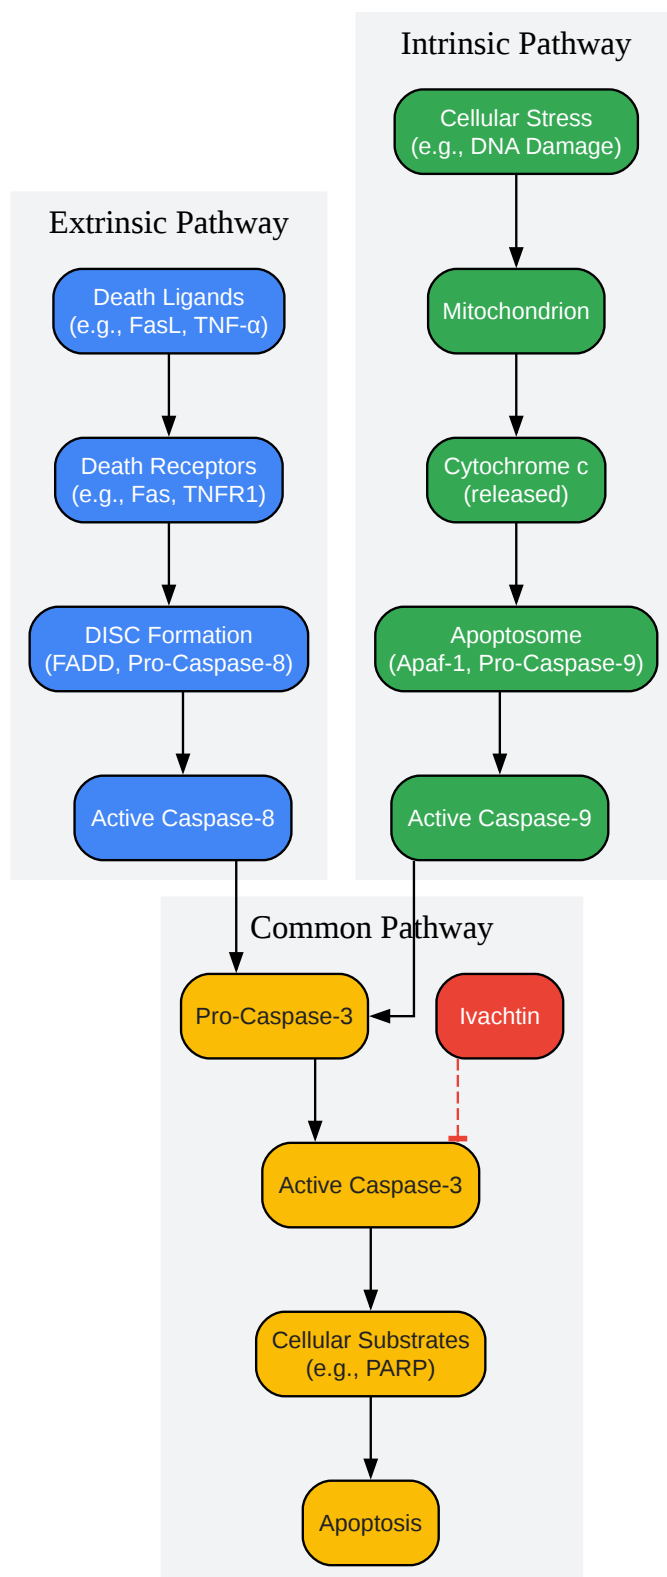 Intrinsic Pathway
Cellular Stress
(e.g., DNA Damage)
Mitochondrion
Cytochrome c
(released)
Apoptosome
(Apaf-1, Pro-Caspase-9)
Active Caspase-9
Extrinsic Pathway
Death Ligands
(e.g., FasL, TNF-α)
Death Receptors
(e.g., Fas, TNFR1)
DISC Formation
(FADD, Pro-Caspase-8)
Active Caspase-8
Common Pathway
Pro-Caspase-3
Ivachtin
Active Caspase-3
Cellular Substrates
(e.g., PARP)
Apoptosis